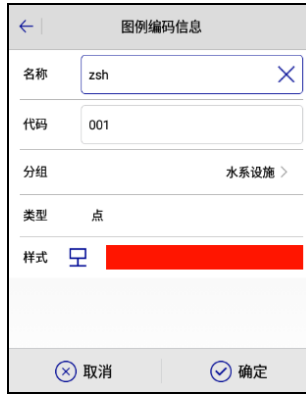 图例编码信息
名称 zsh
代码 001
分组 水系设施
类型 点
样式
取消 确定